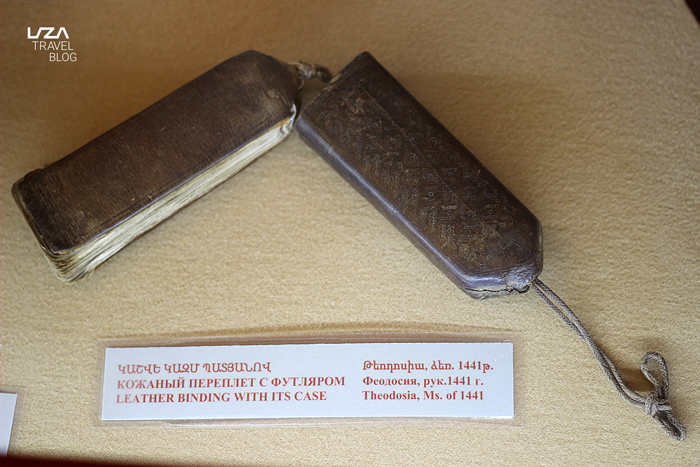 UZA
TRAVEL
BLOG
ԿԱՇՎԵ ԿԱԶՄ ՊԱՏՅԱՆՈՎ
КОЖАНЫЙ ПЕРЕПЛЕТ С ФУТЛЯРОМ
LEATHER BINDING WITH ITS CASE
Թեոդոսիա, ձեռ. 1441թ.
Феодосия, рук.1441 г.
Theodosia, Ms. of 1441